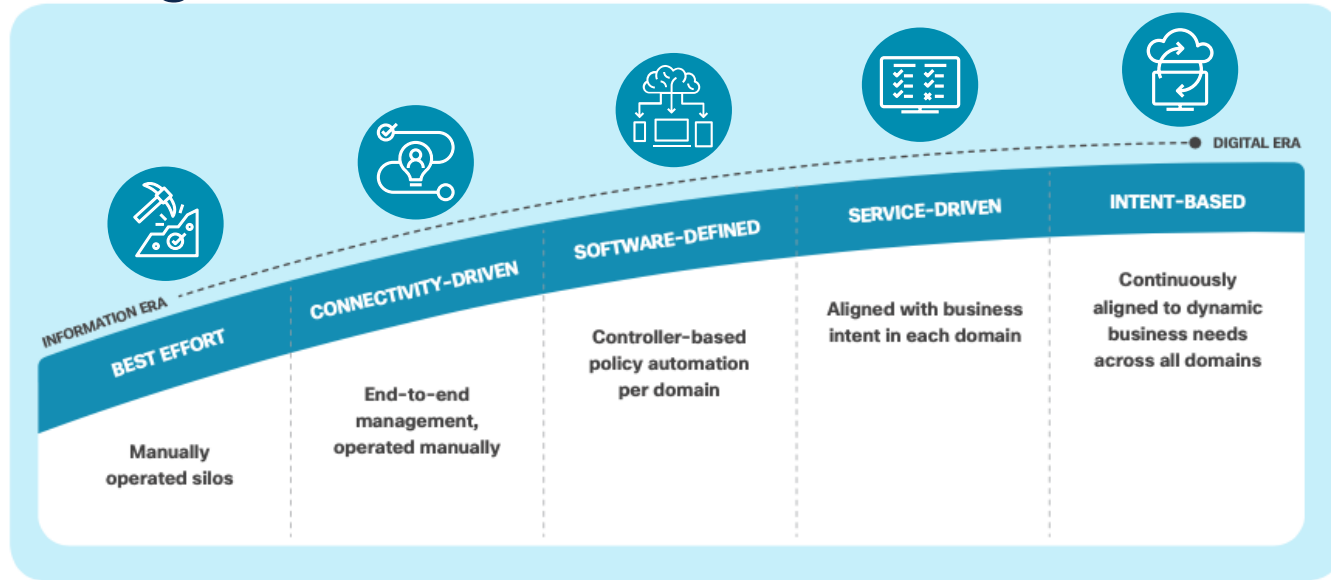 INFORMATION ERA
DIGITAL ERA
BEST EFFORT
Manually
operated silos
CONNECTIVITY-DRIVEN
End-to-end
management,
operated manually
SOFTWARE-DEFINED
Controller-based
policy automation
per domain
SERVICE-DRIVEN
Aligned with business
intent in each domain
INTENT-BASED
Continuously
aligned to dynamic
business needs
across all domains